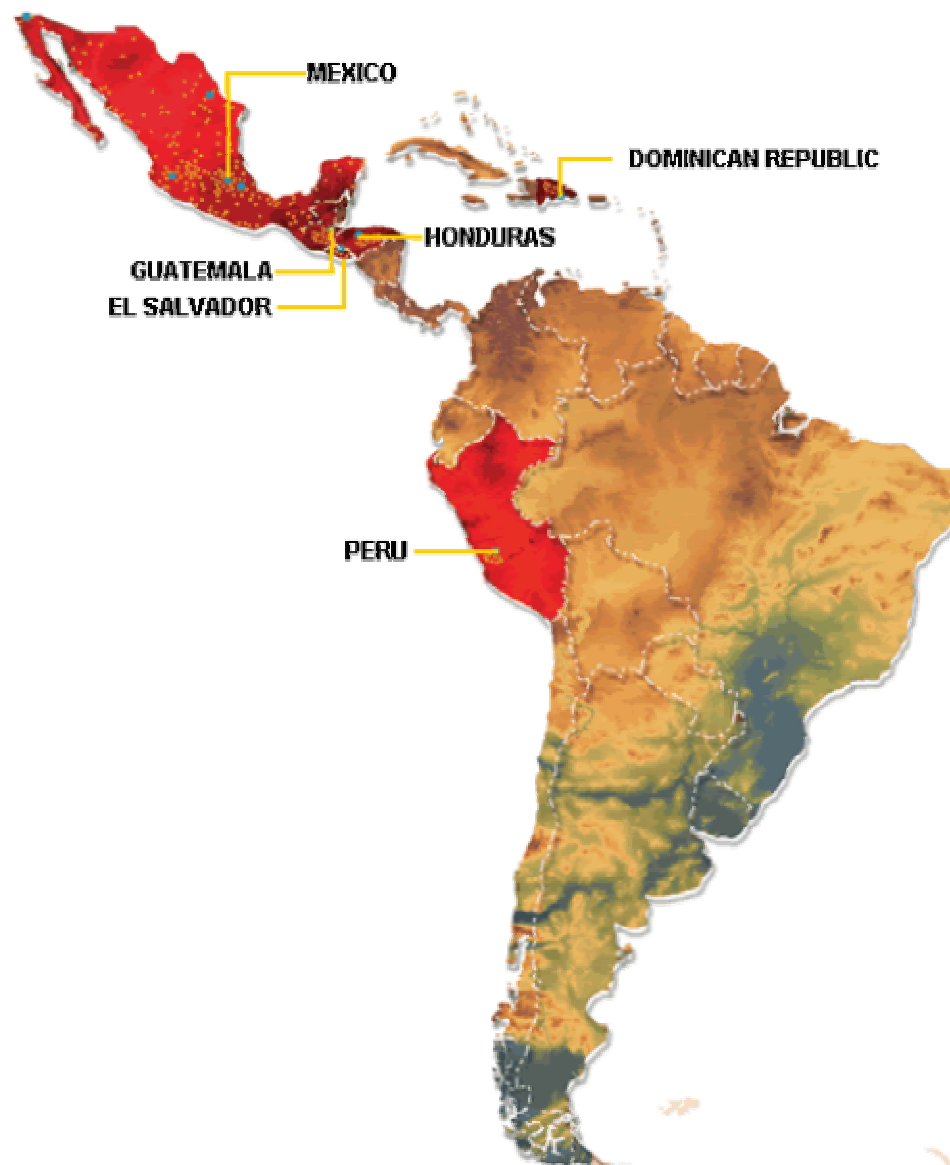 MEXICO
DOMINICAN REPUBLIC
HONDURAS
GUATEMALA
EL SALVADOR
PERU